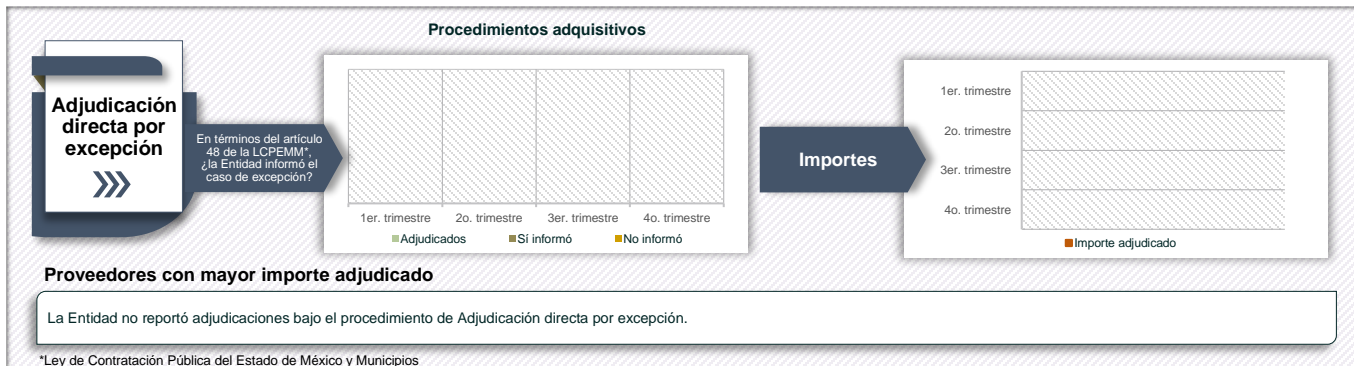 Procedimientos adquisitivos
Adjudicación
directa por
excepción
En términos del artículo
48 de la LCPEMM*,
¿la Entidad informó el
caso de excepción?
1er. trimestre 2o. trimestre 3er. trimestre 4o. trimestre
Adjudicados Sí informó No informó
Importes
1er. trimestre
2o. trimestre
3er. trimestre
4o. trimestre
Importe adjudicado
Proveedores con mayor importe adjudicado
La Entidad no reportó adjudicaciones bajo el procedimiento de Adjudicación directa por excepción.
*Ley de Contratación Pública del Estado de México y Municipios